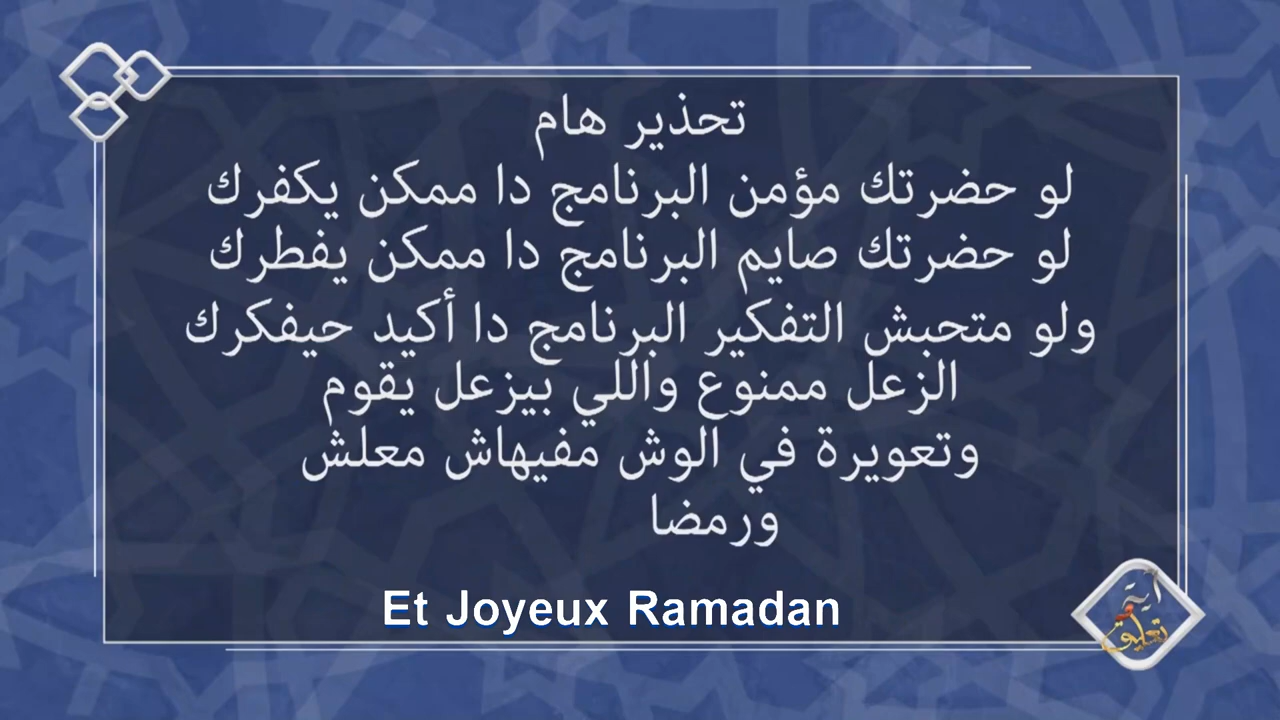 تحذير هام
لو حضرتك مؤمن البرنامج دا ممكن يكفرك
لو حضرتك صايم البرنامج دا ممكن يفطرك
ولو متحبش التفكير البرنامج دا أكيد حيفكرك
الزعل ممنوع واللي بيزعل يقوم
وتعويرة في الوش مفيهاش معلش
ورمضا
Et Joyeux Ramadan
تعليق